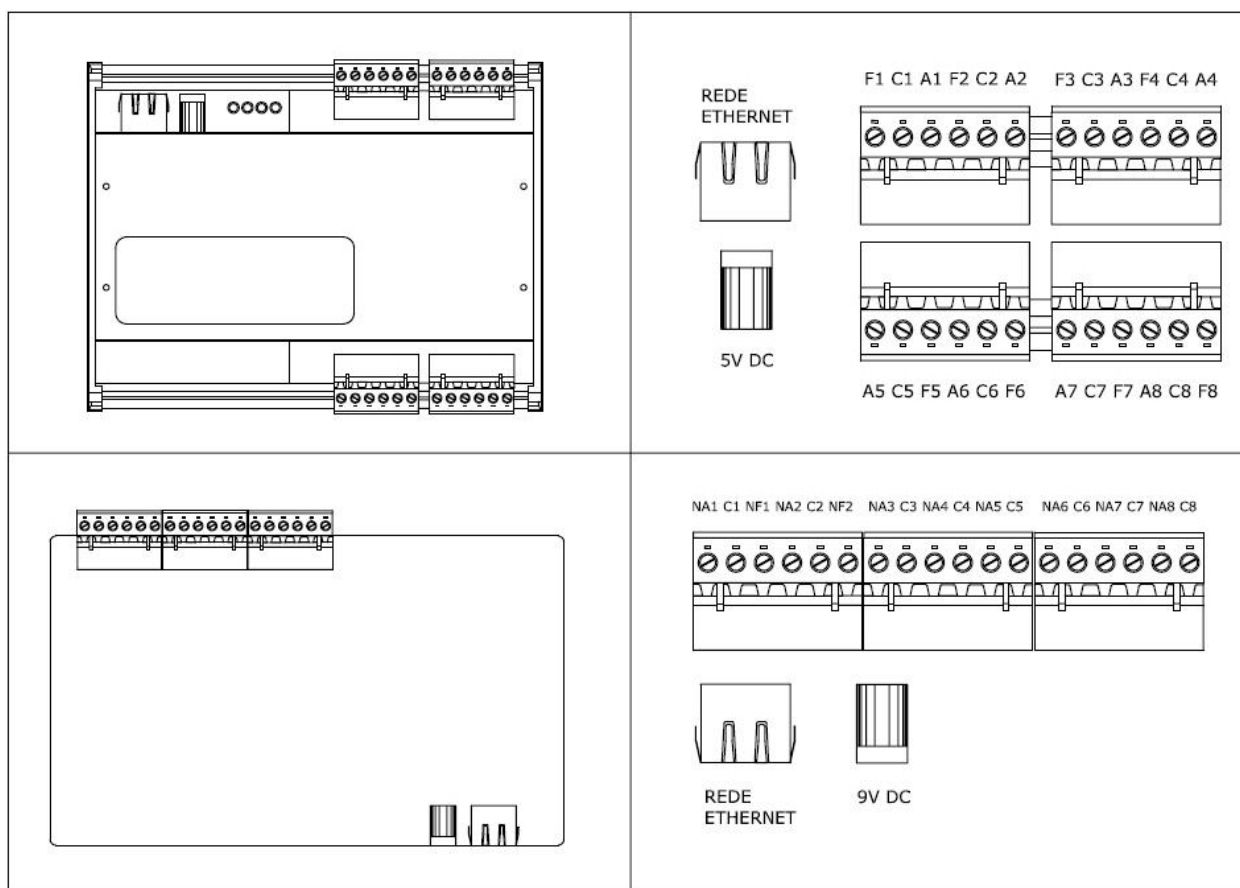 REDE
ETHERNET
F1 C1 A1 F2 C2 A2
F3 C3 A3 F4 C4 A4
5V DC
A5 C5 F5 A6 C6 F6
A7 C7 F7 A8 C8 F8
NA1 C1 NF1 NA2 C2 NF2
NA3 C3 NA4 C4 NA5 C5
NA6 C6 NA7 C7 NA8 C8
REDE
ETHERNET
9V DC